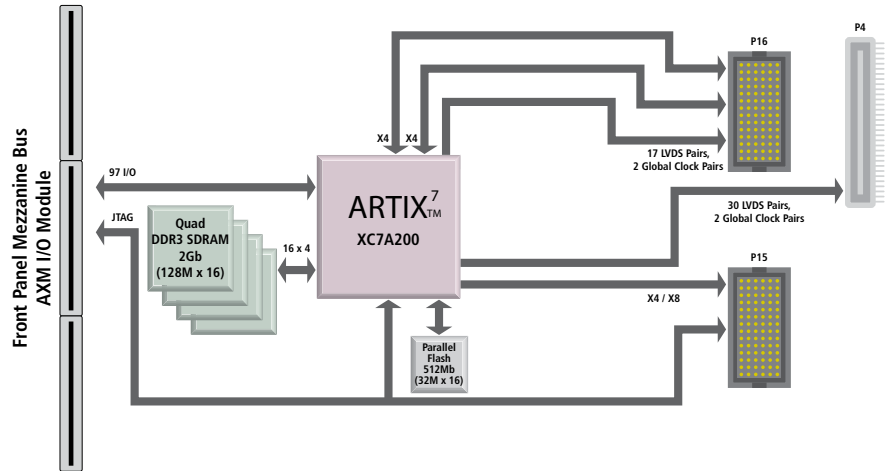 Front Panel Mezzanine Bus
AXM I/O Module
97 I/O
JTAG
Quad
DDR3 SDRAM
2Gb
(128M x 16)
16 x 4
X4
X4
ARTIX7™
XC7A200
Parallel
Flash
512Mb
(32M x 16)
P16
17 LVDS Pairs,
2 Global Clock Pairs
P4
30 LVDS Pairs,
2 Global Clock Pairs
P15
X4 / X8